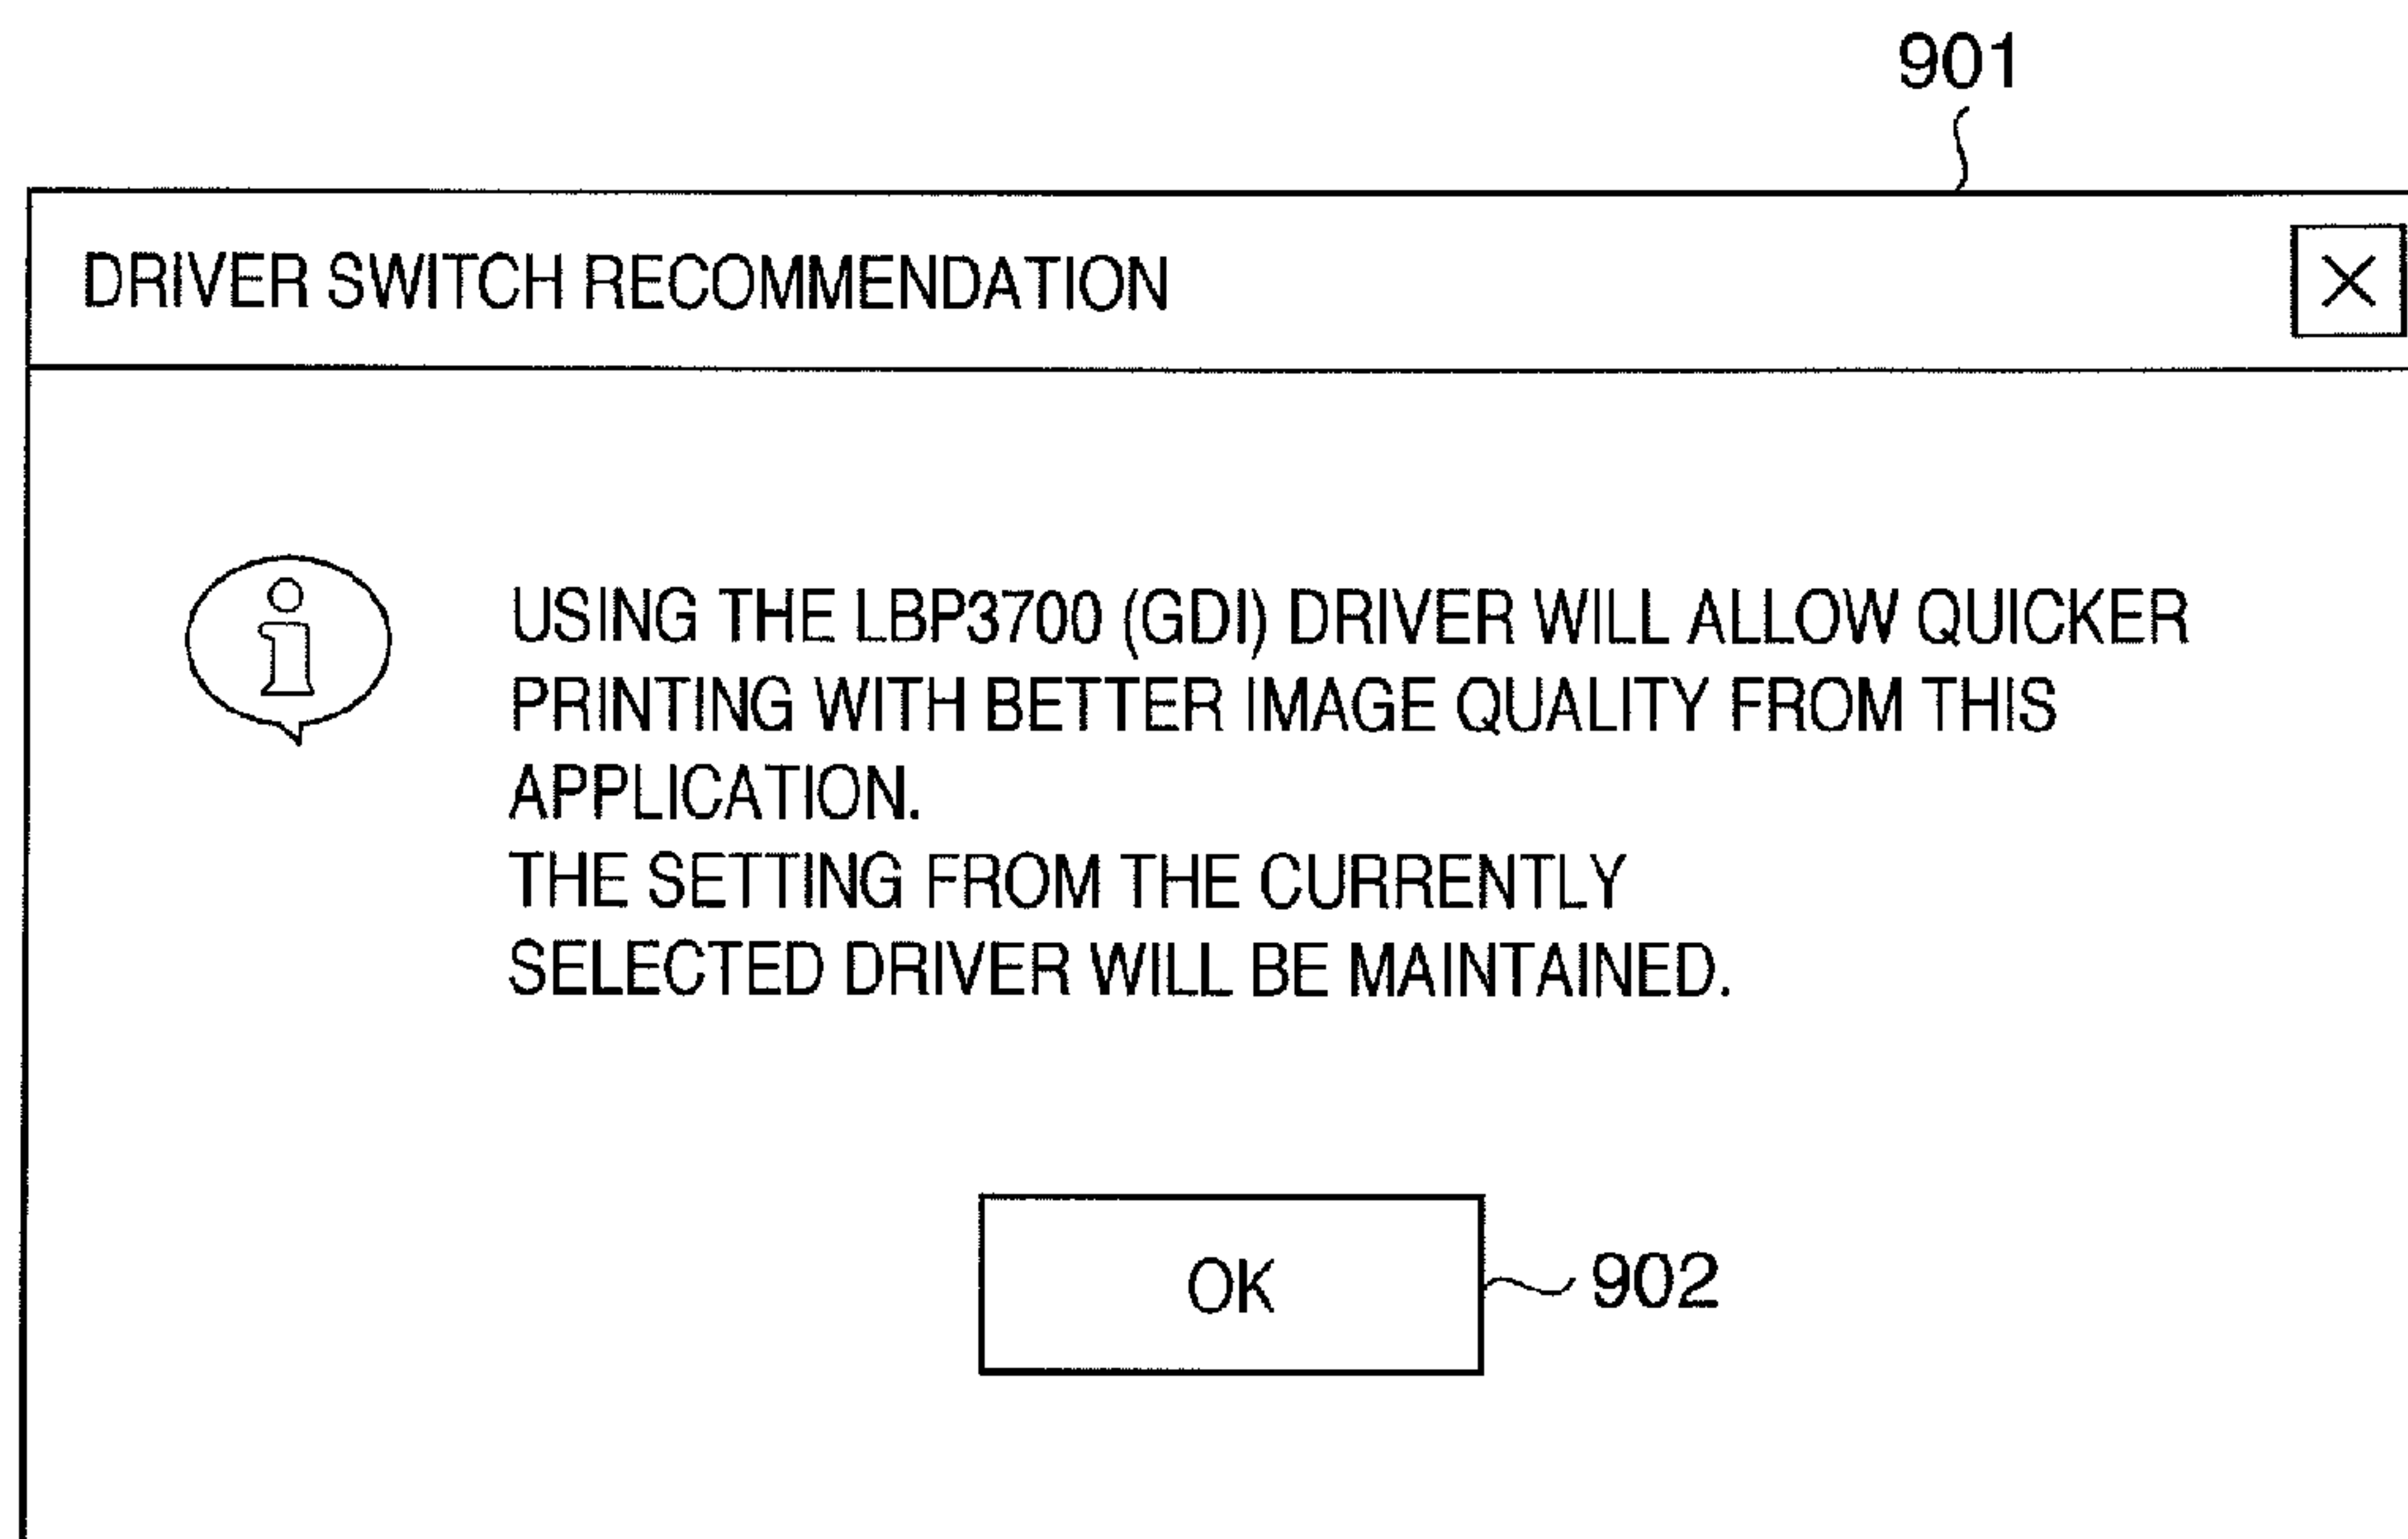 901
DRIVER SWITCH RECOMMENDATION
USING THE LBP3700 (GDI) DRIVER WILL ALLOW QUICKER
PRINTING WITH BETTER IMAGE QUALITY FROM THIS
APPLICATION.
THE SETTING FROM THE CURRENTLY
SELECTED DRIVER WILL BE MAINTAINED.
OK
902